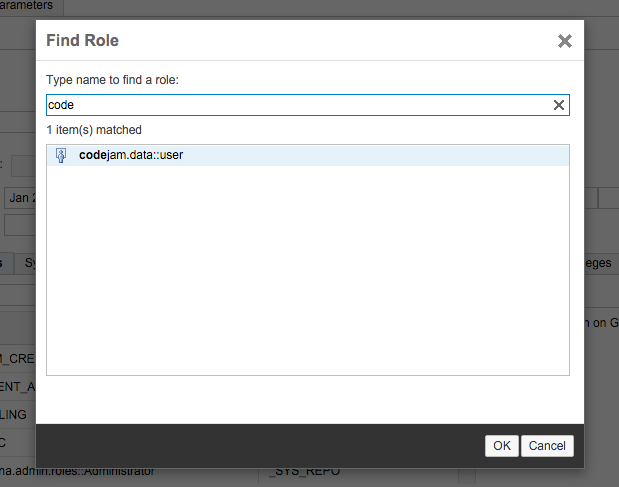 arameters
Find Role
Type name to find a role:
code
1 item(s) matched
codejam.data::user
:
Jan 2
s
Sy
eges
n on G
M_CRE
ENT_A
LING
C
na.admin.roles::Administrator
_SYS_REPO
OK
Cancel